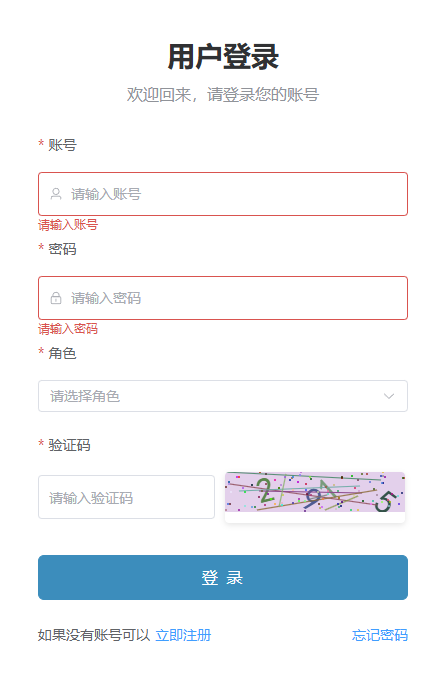 用户登录
欢迎回来，请登录您的账号
* 账号
请输入账号
请输入账号
* 密码
请输入密码
请输入密码
* 角色
请选择角色
* 验证码
请输入验证码
登 录
如果没有账号可以 立即注册 忘记密码